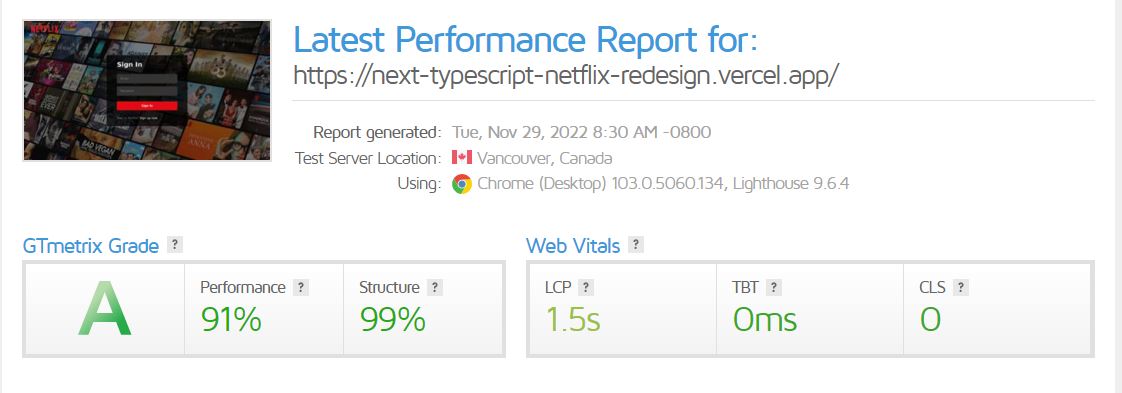 NETFLIX
Sign In
Sign In
Latest Performance Report for:
https://next-typescript-netflix-redesign.vercel.app/
Report generated: Tue, Nov 29, 2022 8:30 AM -0800
Test Server Location: Vancouver, Canada
Using: Chrome (Desktop) 103.0.5060.134, Lighthouse 9.6.4
GTmetrix Grade ?
Web Vitals ?
A
Performance ?
91%
Structure ?
99%
LCP ?
1.5s
TBT ?
0ms
CLS ?
0